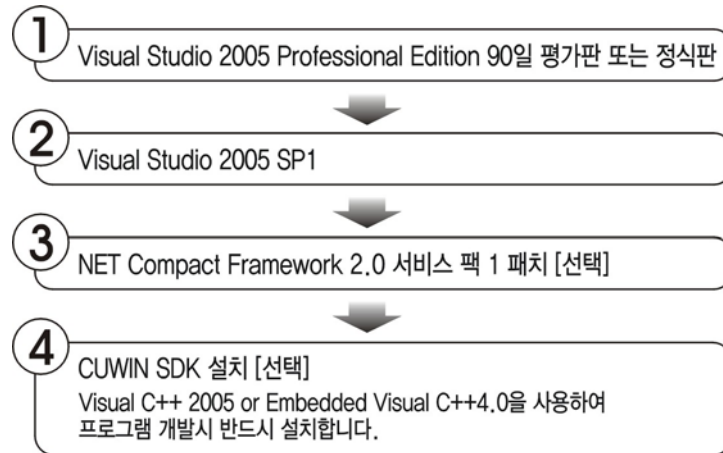 1
Visual Studio 2005 Professional Edition 90일 평가판 또는 정식판
2
Visual Studio 2005 SP1
3
NET Compact Framework 2.0 서비스 팩 1 패치 [선택]
4
CUWIN SDK 설치 [선택]
Visual C++ 2005 or Embedded Visual C++4.0을 사용하여
프로그램 개발시 반드시 설치합니다.